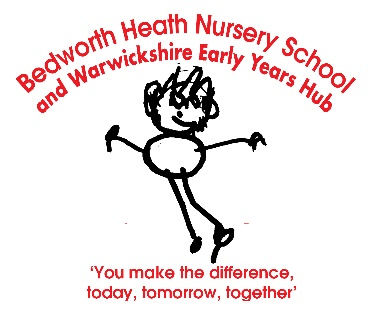 Bedworth Heath Nursery School
and Warwickshire Early Years Hub
‘You make the difference,
today, tomorrow, together’